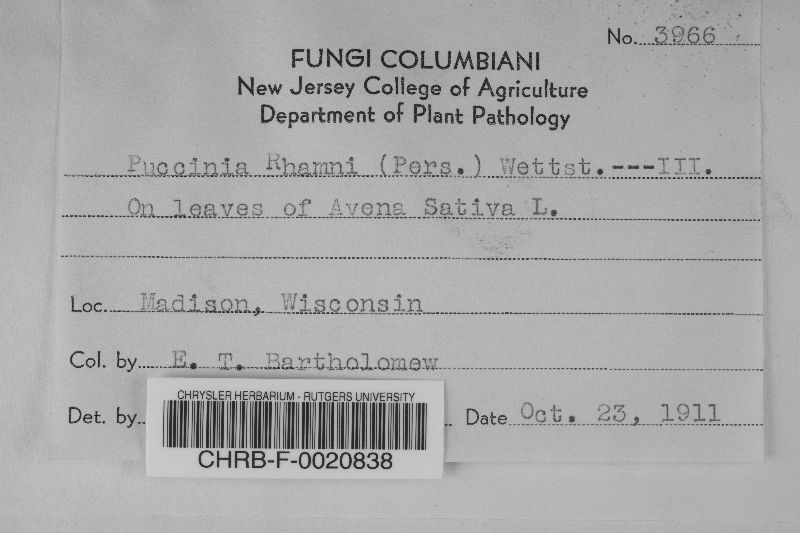 No. 3966
FUNGI COLUMBIANI
New Jersey College of Agriculture
Department of Plant Pathology
Puccinia Rhamni (Pers.) Wettst.---III.
On leaves of Avena Sativa L.
Loc. Madison, Wisconsin
Col. by E. T. Bartholomew
Det. by
Date Oct. 23, 1911
CHRYSLER HERBARIUM - RUTGERS UNIVERSITY
CHRB-F-0020838